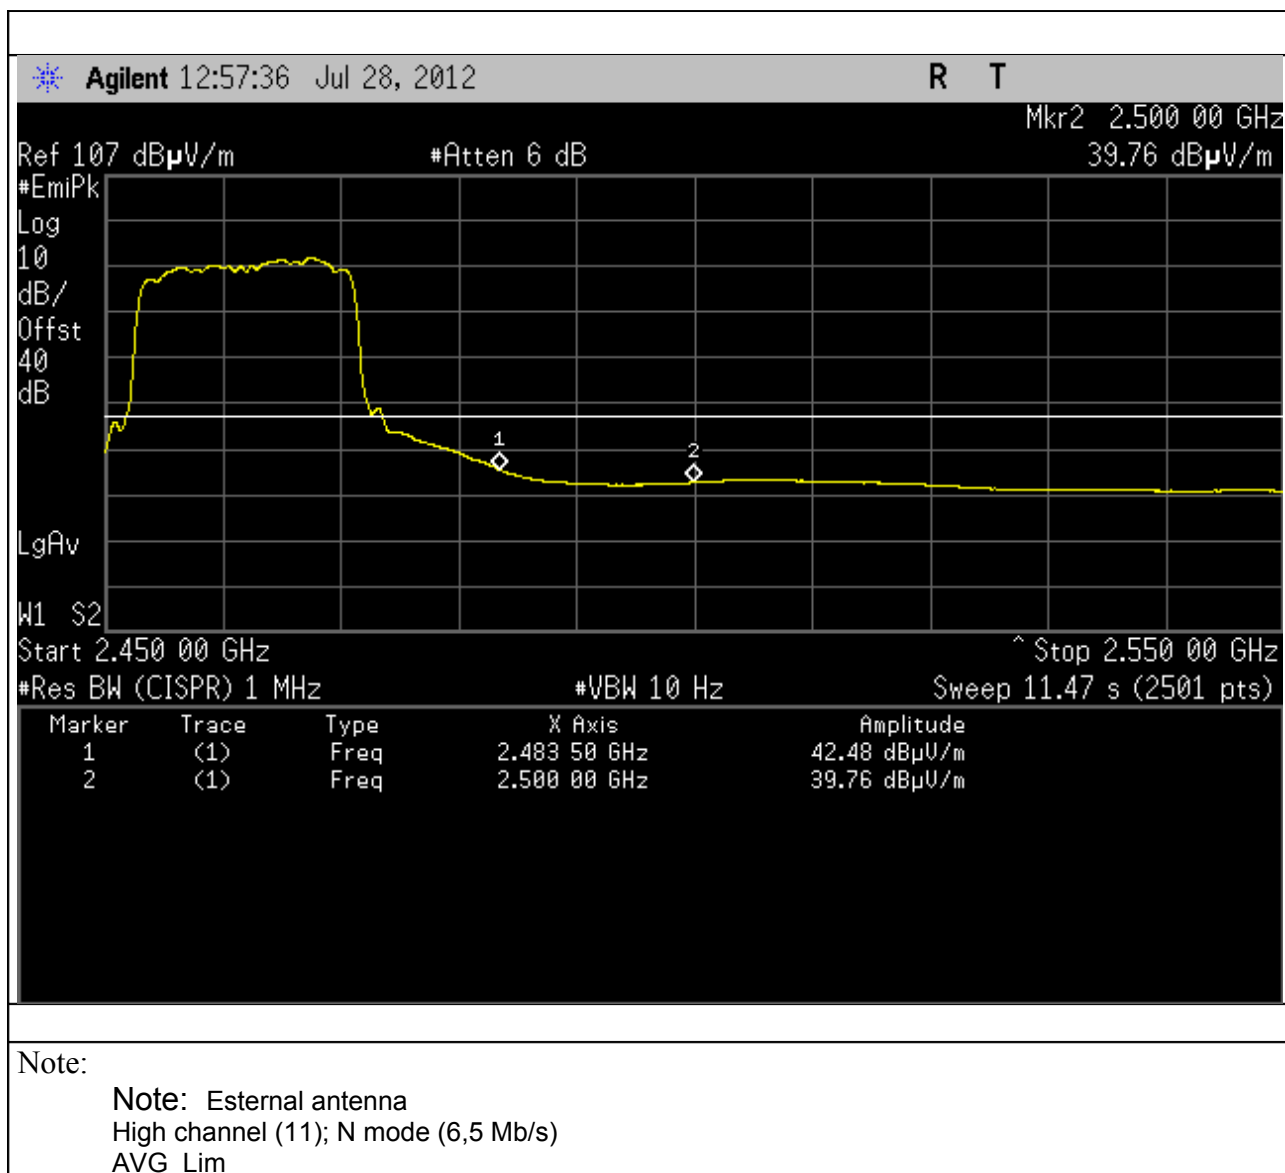 Agilent 12:57:36 Jul 28, 2012 R T
Mkr2 2.500 00 GHz
Ref 107 dBµV/m #Atten 6 dB 39.76 dBµV/m
#EmiPk
Log
10
dB/
Offst
40
dB
1
2
LgAv
W1 S2
Start 2.450 00 GHz ^ Stop 2.550 00 GHz
#Res BW (CISPR) 1 MHz #VBW 10 Hz Sweep 11.47 s (2501 pts)
Marker Trace Type X Axis Amplitude
1 (1) Freq 2.483 50 GHz 42.48 dBµV/m
2 (1) Freq 2.500 00 GHz 39.76 dBµV/m
Note:
Note: Esternal antenna
High channel (11); N mode (6,5 Mb/s)
AVG Lim